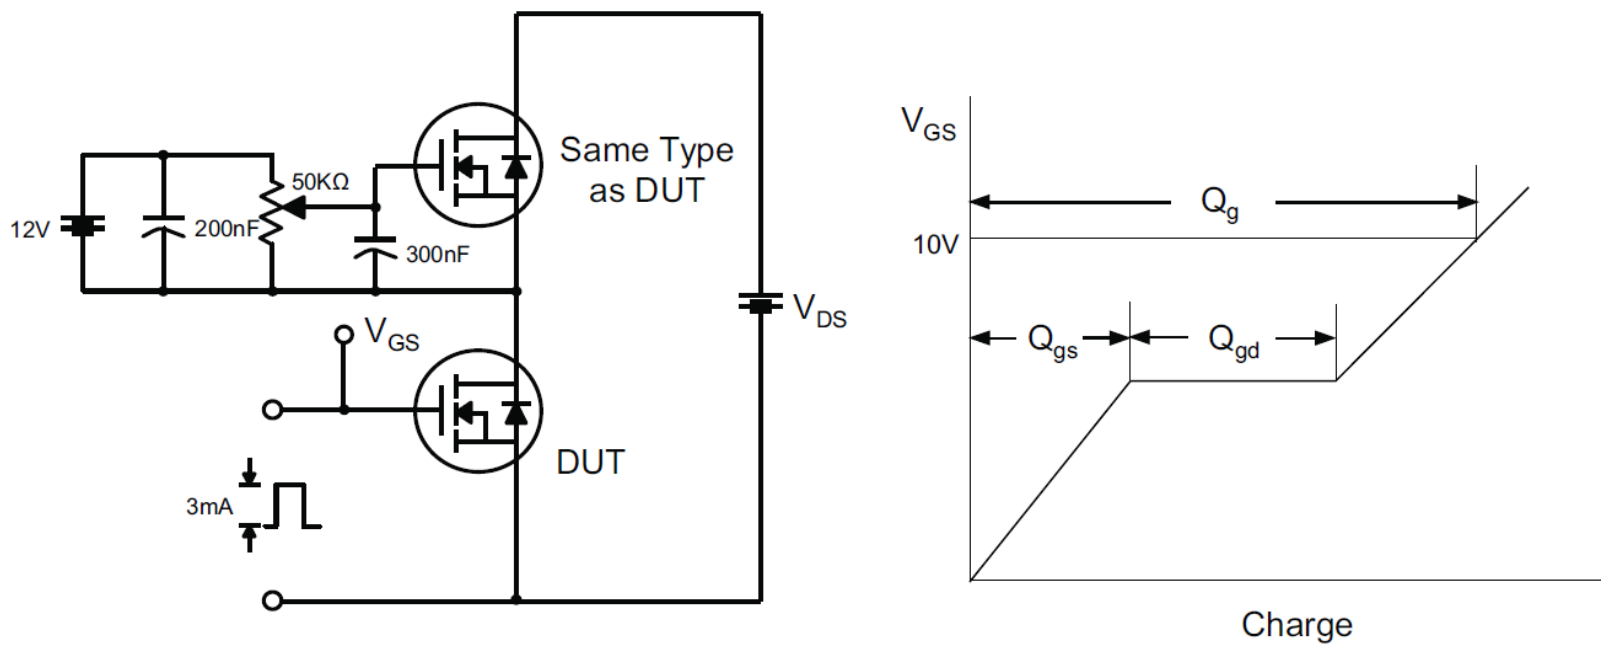 Same Type
as DUT
50KΩ
12V
200nF
300nF
VGS
VDS
DUT
3mA
VGS
Qg
10V
Qgs
Qgd
Charge